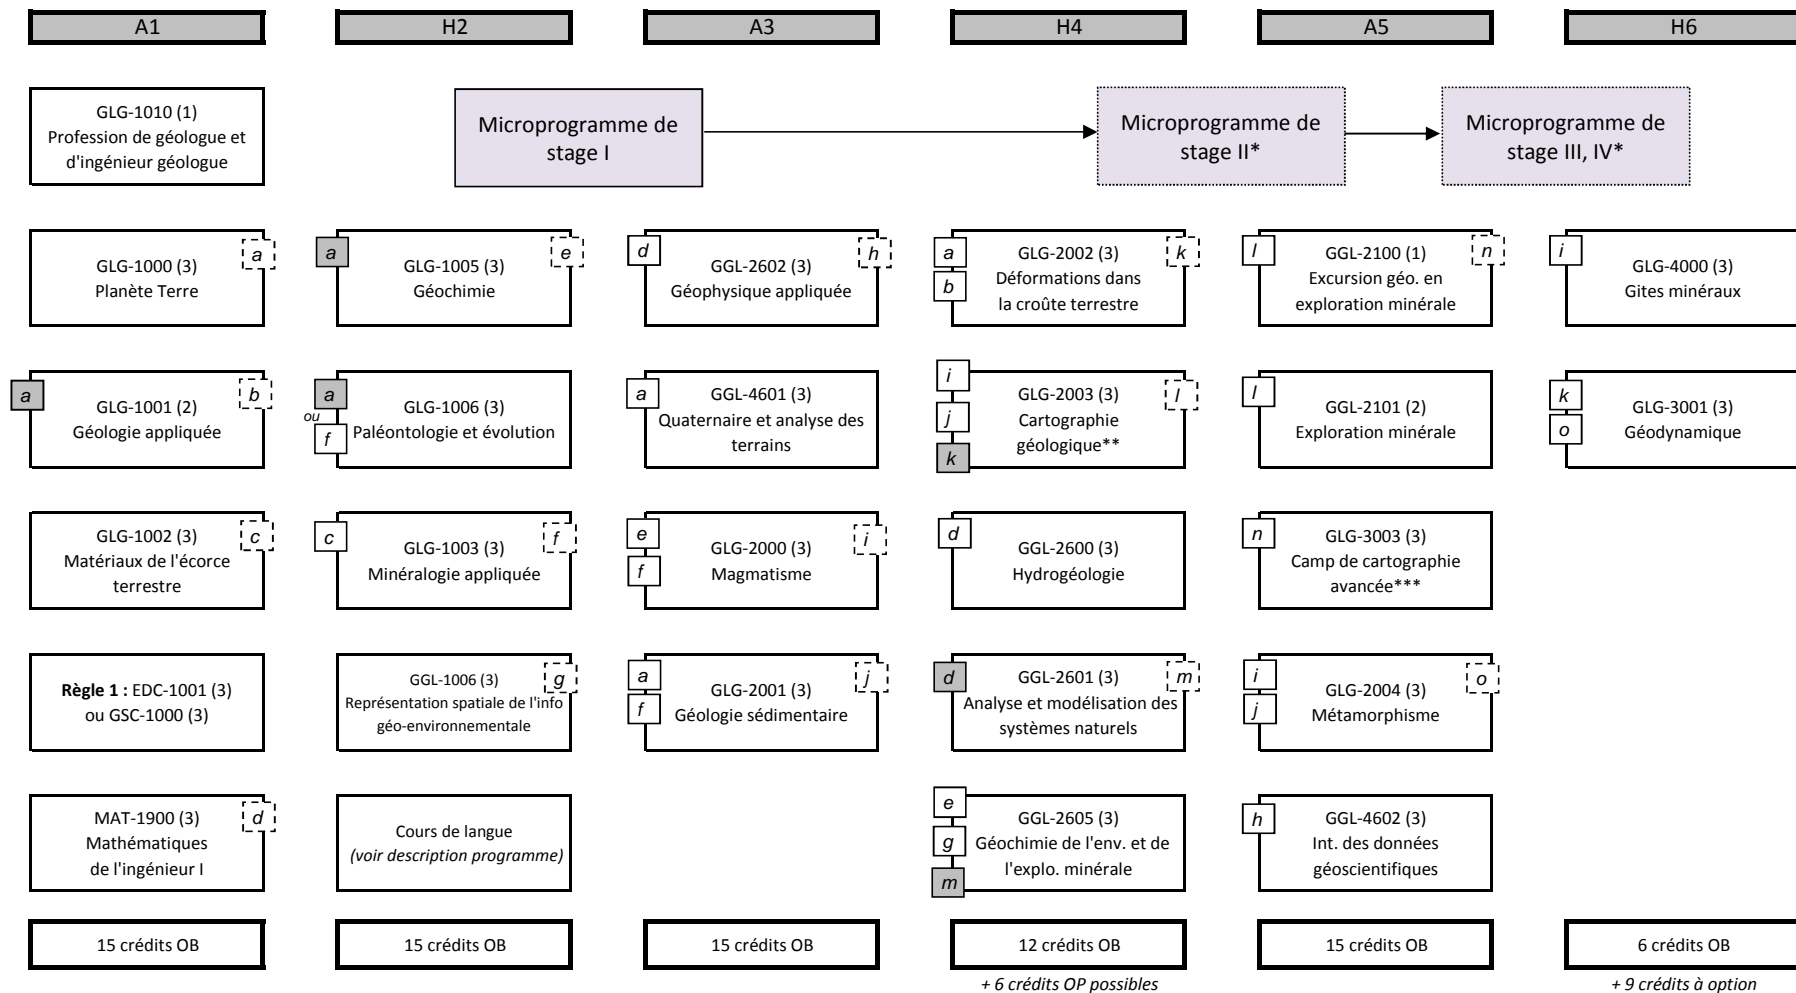 A1
H2
A3
H4
A5
H6
GLG-1010 (1)
Profession de géologue et
d'ingénieur géologue
Microprogramme de
stage I
Microprogramme de
stage II*
Microprogramme de
stage III, IV*
a
GLG-1000 (3)
Planète Terre
a
e
GLG-1005 (3)
Géochimie
d
h
GGL-2602 (3)
Géophysique appliquée
a
b
k
GLG-2002 (3)
Déformations dans
la croûte terrestre
l
n
GGL-2100 (1)
Excursion géo. en
exploration minérale
i
GLG-4000 (3)
Gites minéraux
a
b
GLG-1001 (2)
Géologie appliquée
a
ou
f
GLG-1006 (3)
Paléontologie et évolution
a
GGL-4601 (3)
Quaternaire et analyse des
terrains
i
j
k
l
GLG-2003 (3)
Cartographie
géologique**
l
GGL-2101 (2)
Exploration minérale
k
o
GLG-3001 (3)
Géodynamique
c
GLG-1002 (3)
Matériaux de l'écorce
terrestre
c
f
GLG-1003 (3)
Minéralogie appliquée
e
f
i
GLG-2000 (3)
Magmatisme
d
GGL-2600 (3)
Hydrogéologie
n
GLG-3003 (3)
Camp de cartographie
avancée***
Règle 1 : EDC-1001 (3)
ou GSC-1000 (3)
g
GGL-1006 (3)
Représentation spatiale de l'info
géo-environnementale
a
f
j
GLG-2001 (3)
Géologie sédimentaire
d
m
GGL-2601 (3)
Analyse et modélisation des
systèmes naturels
i
j
o
GLG-2004 (3)
Métamorphisme
d
MAT-1900 (3)
Mathématiques
de l'ingénieur I
Cours de langue
(voir description programme)
e
g
m
GGL-2605 (3)
Géochimie de l'env. et de
l'explo. minérale
h
GGL-4602 (3)
Int. des données
géoscientifiques
15 crédits OB
15 crédits OB
15 crédits OB
12 crédits OB
15 crédits OB
6 crédits OB
+ 6 crédits OP possibles
+ 9 crédits à option